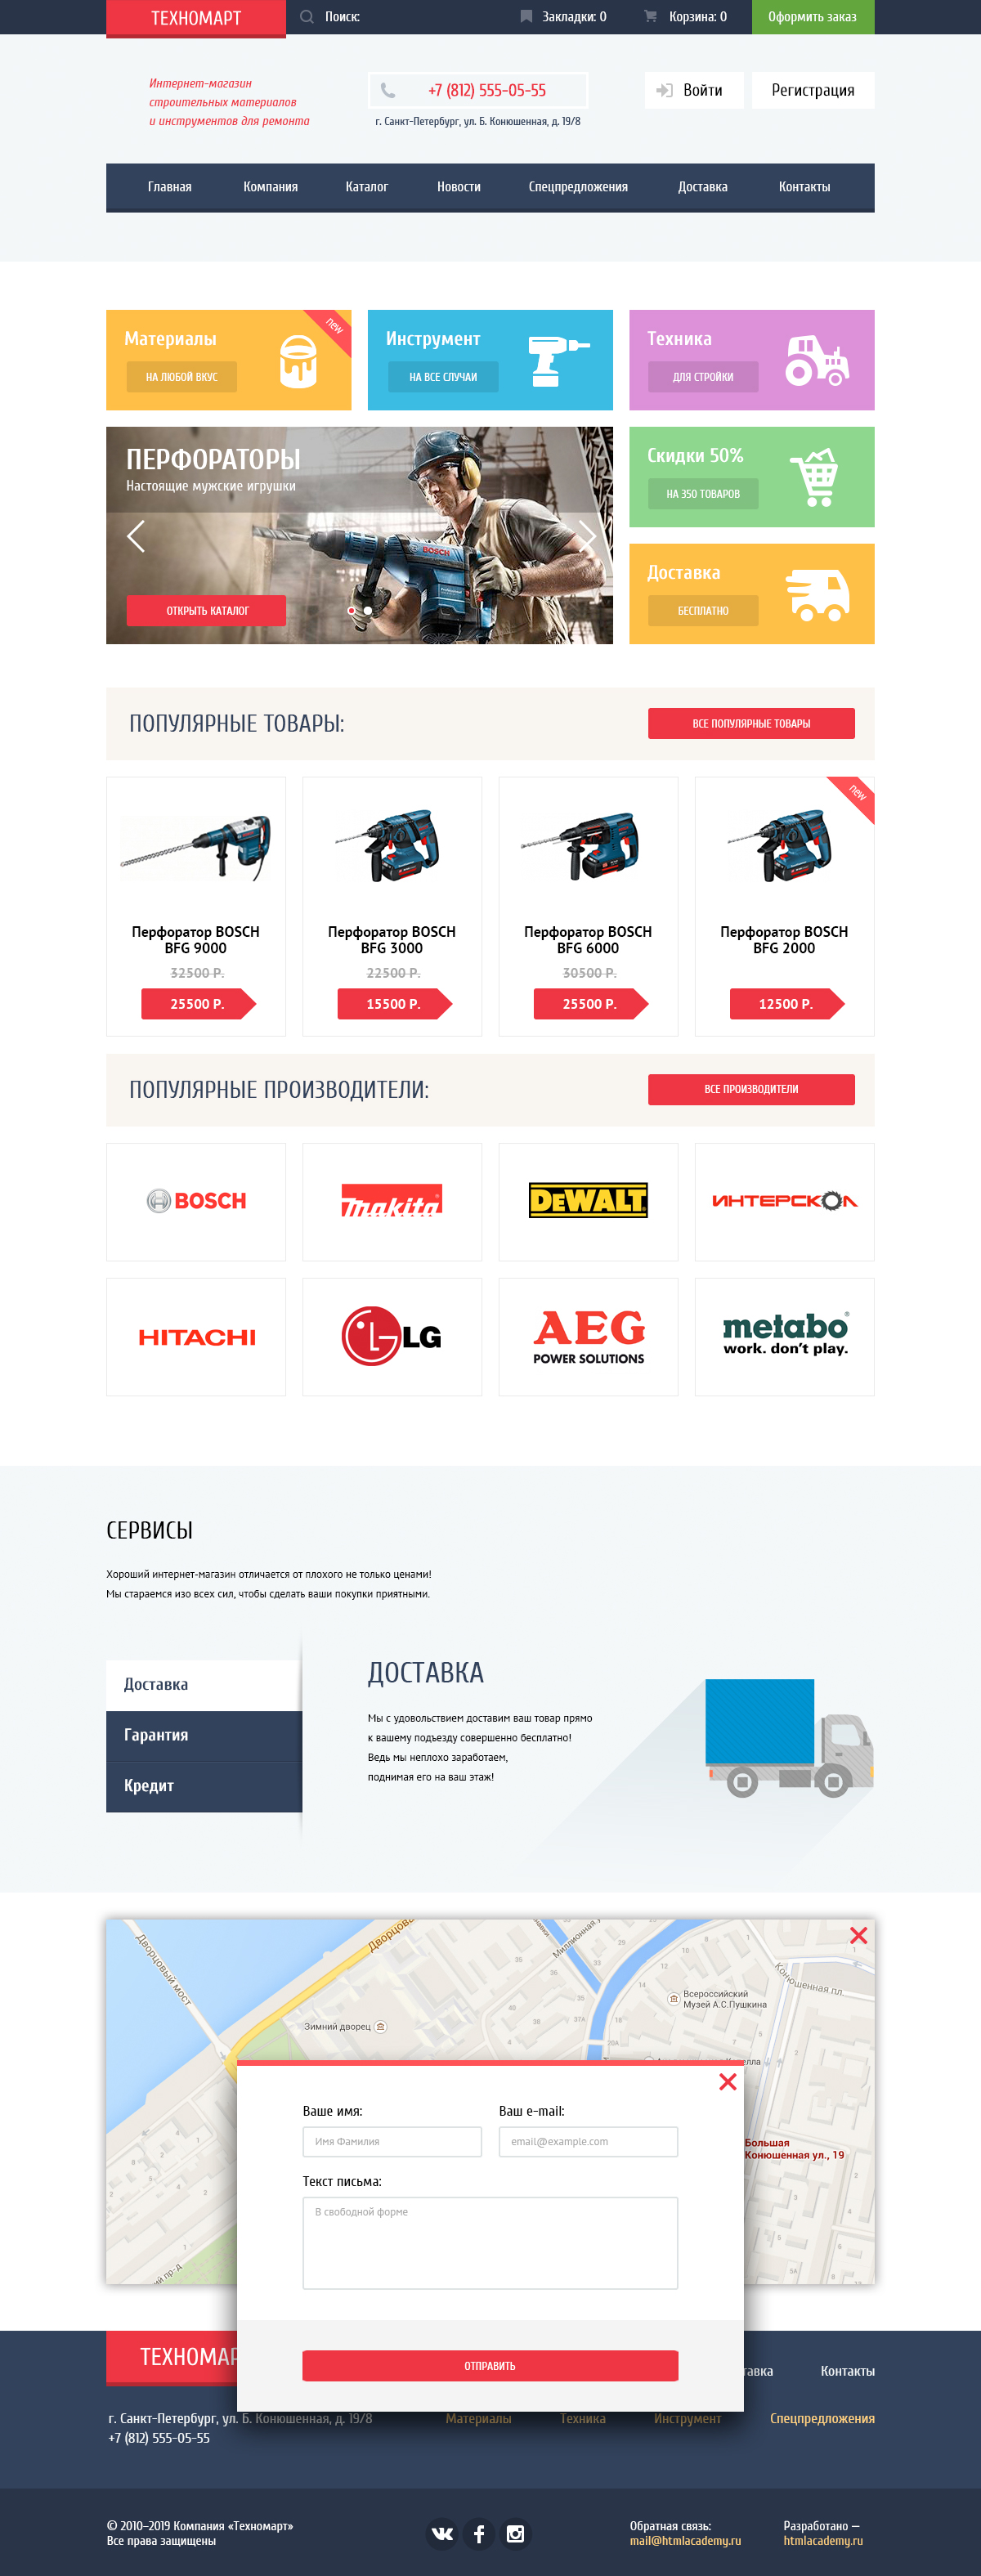 ТЕХНОМАРТ
Поиск:
Закладки: 0
Корзина: 0
Оформить заказ
Интернет-магазин
строительных материалов
и инструментов для ремонта
+7 (812) 555-05-55
г. Санкт-Петербург, ул. Б. Конюшенная, д. 19/8
Войти
Регистрация
Главная
Компания
Каталог
Новости
Спецпредложения
Доставка
Контакты
Материалы
НА ЛЮБОЙ ВКУС
new
Инструмент
НА ВСЕ СЛУЧАИ
Техника
ДЛЯ СТРОЙКИ
ПЕРФОРАТОРЫ
Настоящие мужские игрушки
BOSCH
ОТКРЫТЬ КАТАЛОГ
Скидки 50%
НА 350 ТОВАРОВ
Доставка
БЕСПЛАТНО
ПОПУЛЯРНЫЕ ТОВАРЫ:
ВСЕ ПОПУЛЯРНЫЕ ТОВАРЫ
new
Перфоратор BOSCH
BFG 9000
32500 Р.
25500 Р.
Перфоратор BOSCH
BFG 3000
22500 Р.
15500 Р.
Перфоратор BOSCH
BFG 6000
30500 Р.
25500 Р.
Перфоратор BOSCH
BFG 2000
12500 Р.
ПОПУЛЯРНЫЕ ПРОИЗВОДИТЕЛИ:
ВСЕ ПРОИЗВОДИТЕЛИ
BOSCH
makita
DEWALT
ИНТЕРСКОЛ
HITACHI
LG
AEG
POWER SOLUTIONS
metabo
work. don't play.
СЕРВИСЫ
Хороший интернет-магазин отличается от плохого не только ценами!
Мы стараемся изо всех сил, чтобы сделать ваши покупки приятными.
Доставка
Гарантия
Кредит
ДОСТАВКА
Мы с удовольствием доставим ваш товар прямо
к вашему подъезду совершенно бесплатно!
Ведь мы неплохо заработаем,
поднимая его на ваш этаж!
Дворцовый мост
Зимний дворец
Конюшенная пл.
Всероссийский
Музей А.С.Пушкина
Большая
Конюшенная ул., 19
Ваше имя:
Имя Фамилия
Ваш e-mail:
email@example.com
Текст письма:
В свободной форме
ОТПРАВИТЬ
ТЕХНОМАР
тавка
Контакты
г. Санкт-Петербург, ул. Б. Конюшенная, д. 19/8
+7 (812) 555-05-55
Материалы
Техника
Инструмент
Спецпредложения
© 2010–2019 Компания «Техномарт»
Все права защищены
Обратная связь:
mail@htmlacademy.ru
Разработано —
htmlacademy.ru